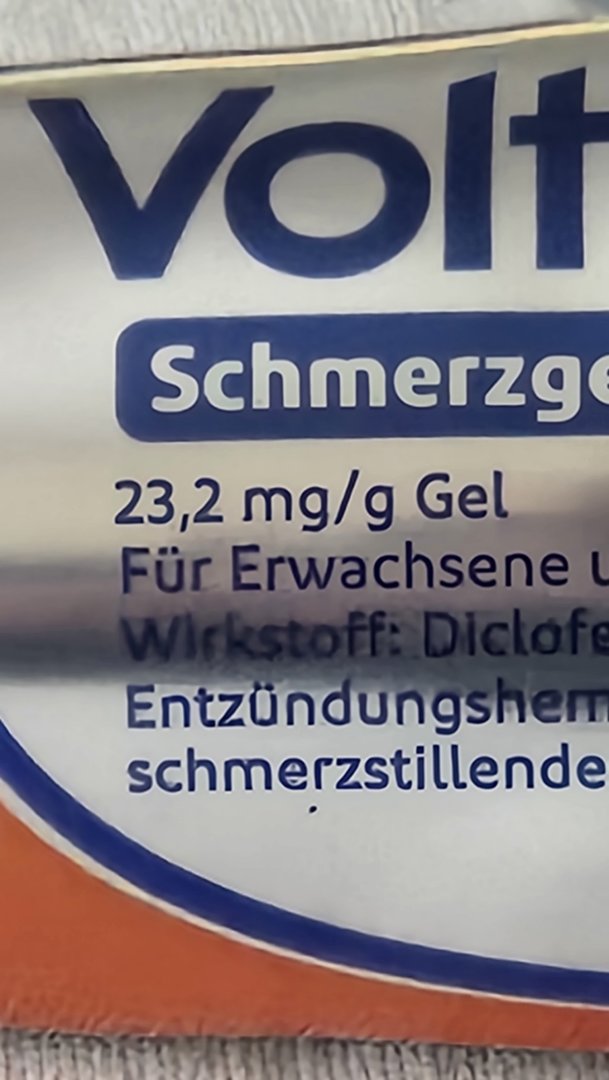 Volt
Schmerzge
23,2 mg/g Gel
Für Erwachsene u
Wirkstoff: Diclofe
Entzündungshem
schmerzstillende